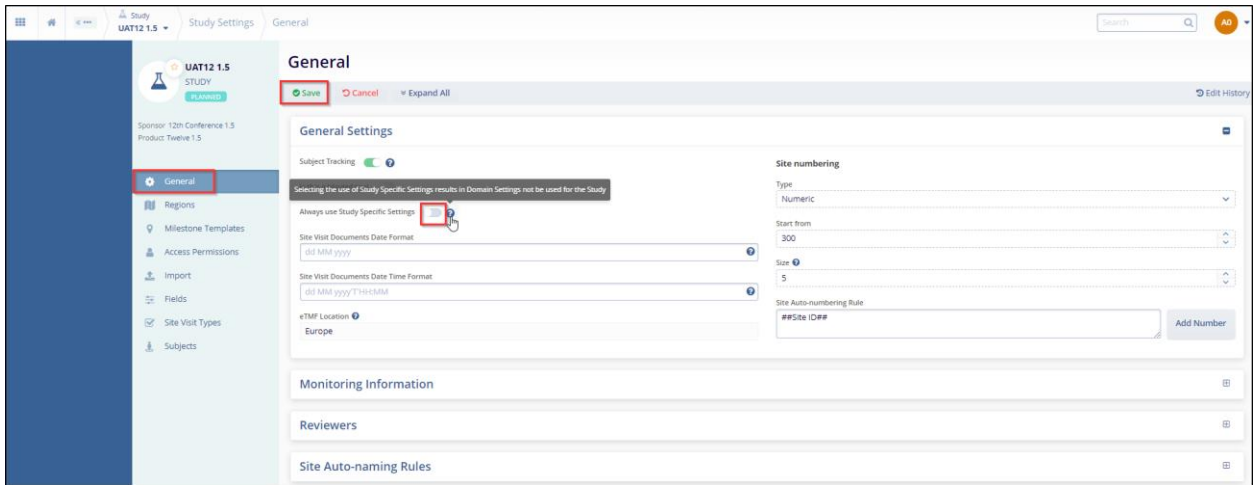 Study
UAT12 1.5
Study Settings
General
Search
AO
UAT12 1.5
STUDY
PLANNED
Sponsor 12th Conference 1.5
Product Twelve 1.5
General
Regions
Milestone Templates
Access Permissions
Import
Fields
Site Visit Types
Subjects
General
Save
Cancel
Expand All
Edit History
General Settings
Subject Tracking
Selecting the use of Study Specific Settings results in Domain Settings not be used for the Study
Always use Study Specific Settings
Site Visit Documents Date Format
dd MM yyyy
Site Visit Documents Date Time Format
dd MM yyyy'T'HH:MM
eTMF Location
Europe
Site numbering
Type
Numeric
Start from
300
Size
5
Site Auto-numbering Rule
##Site ID##
Add Number
Monitoring Information
Reviewers
Site Auto-naming Rules